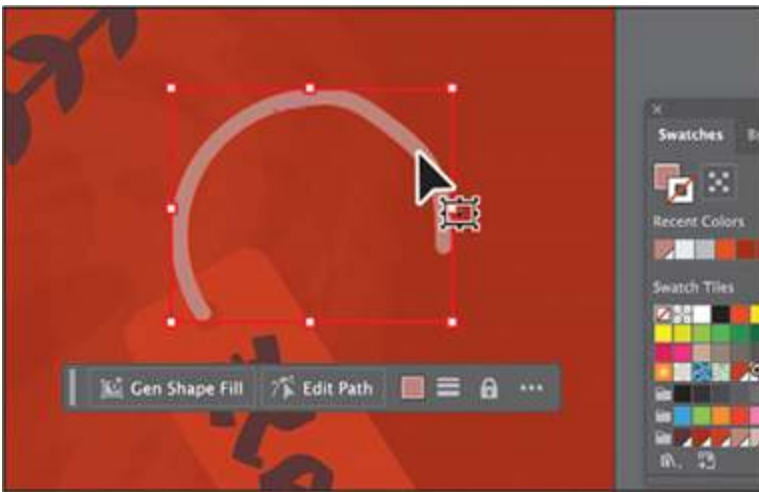 Swatches
Recent Colors
Swatch Tiles
Gen Shape Fill
Edit Path